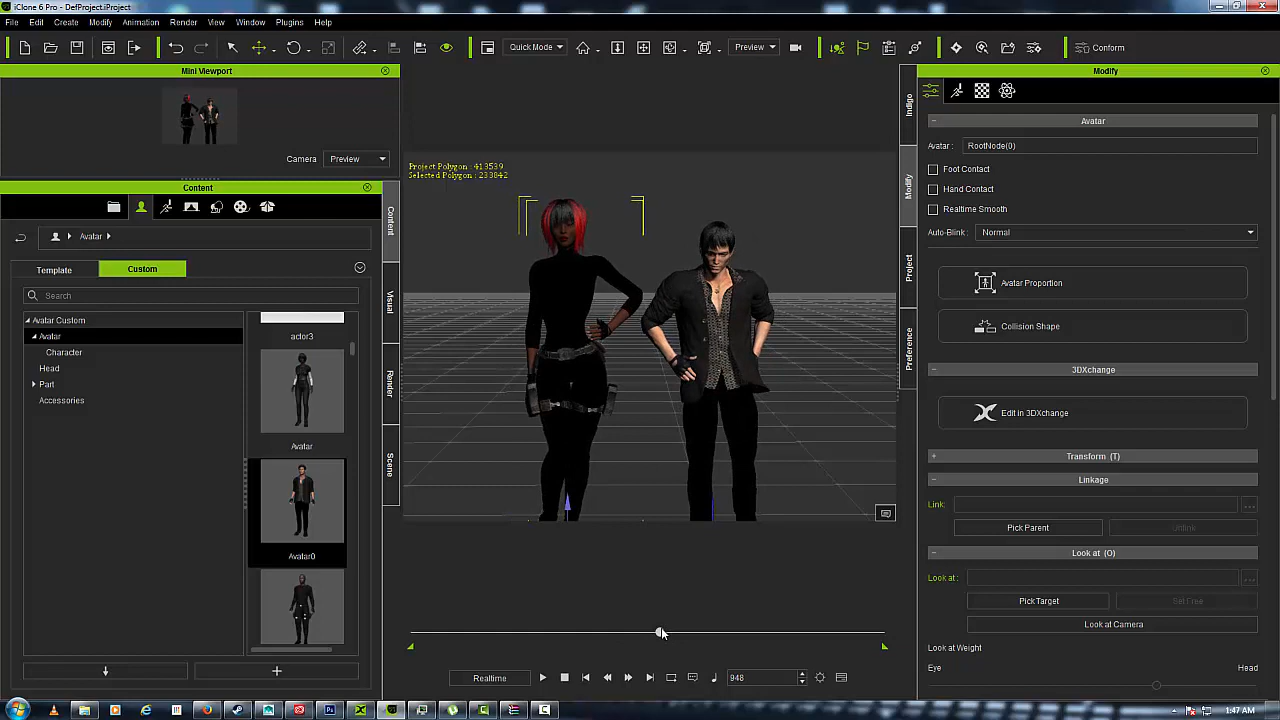 iClone 6 Pro - DefProject.iProject
File Edit Create Modify Animation Render View Window Plugins Help
Quick Mode Preview Conform
Mini Viewport
Camera Preview
Content
Avatar
Template Custom
Search
Avatar Custom
Avatar
Character
Head
Part
Accessories
actor3
Avatar
Avatar0
Content
Visual
Render
Scene
Project Polygon : 413539
Selected Polygon : 233842
Realtime 948
Indigo
Modify
Project
Preference
Modify
Avatar
Avatar : RootNode(0)
Foot Contact
Hand Contact
Realtime Smooth
Auto-Blink : Normal
Avatar Proportion
Collision Shape
3DXchange
Edit in 3DXchange
Transform (T)
Linkage
Link:
Pick Parent Unlink
Look at (O)
Look at :
Pick Target Set Free
Look at Camera
Look at Weight
Eye Head
1:47 AM